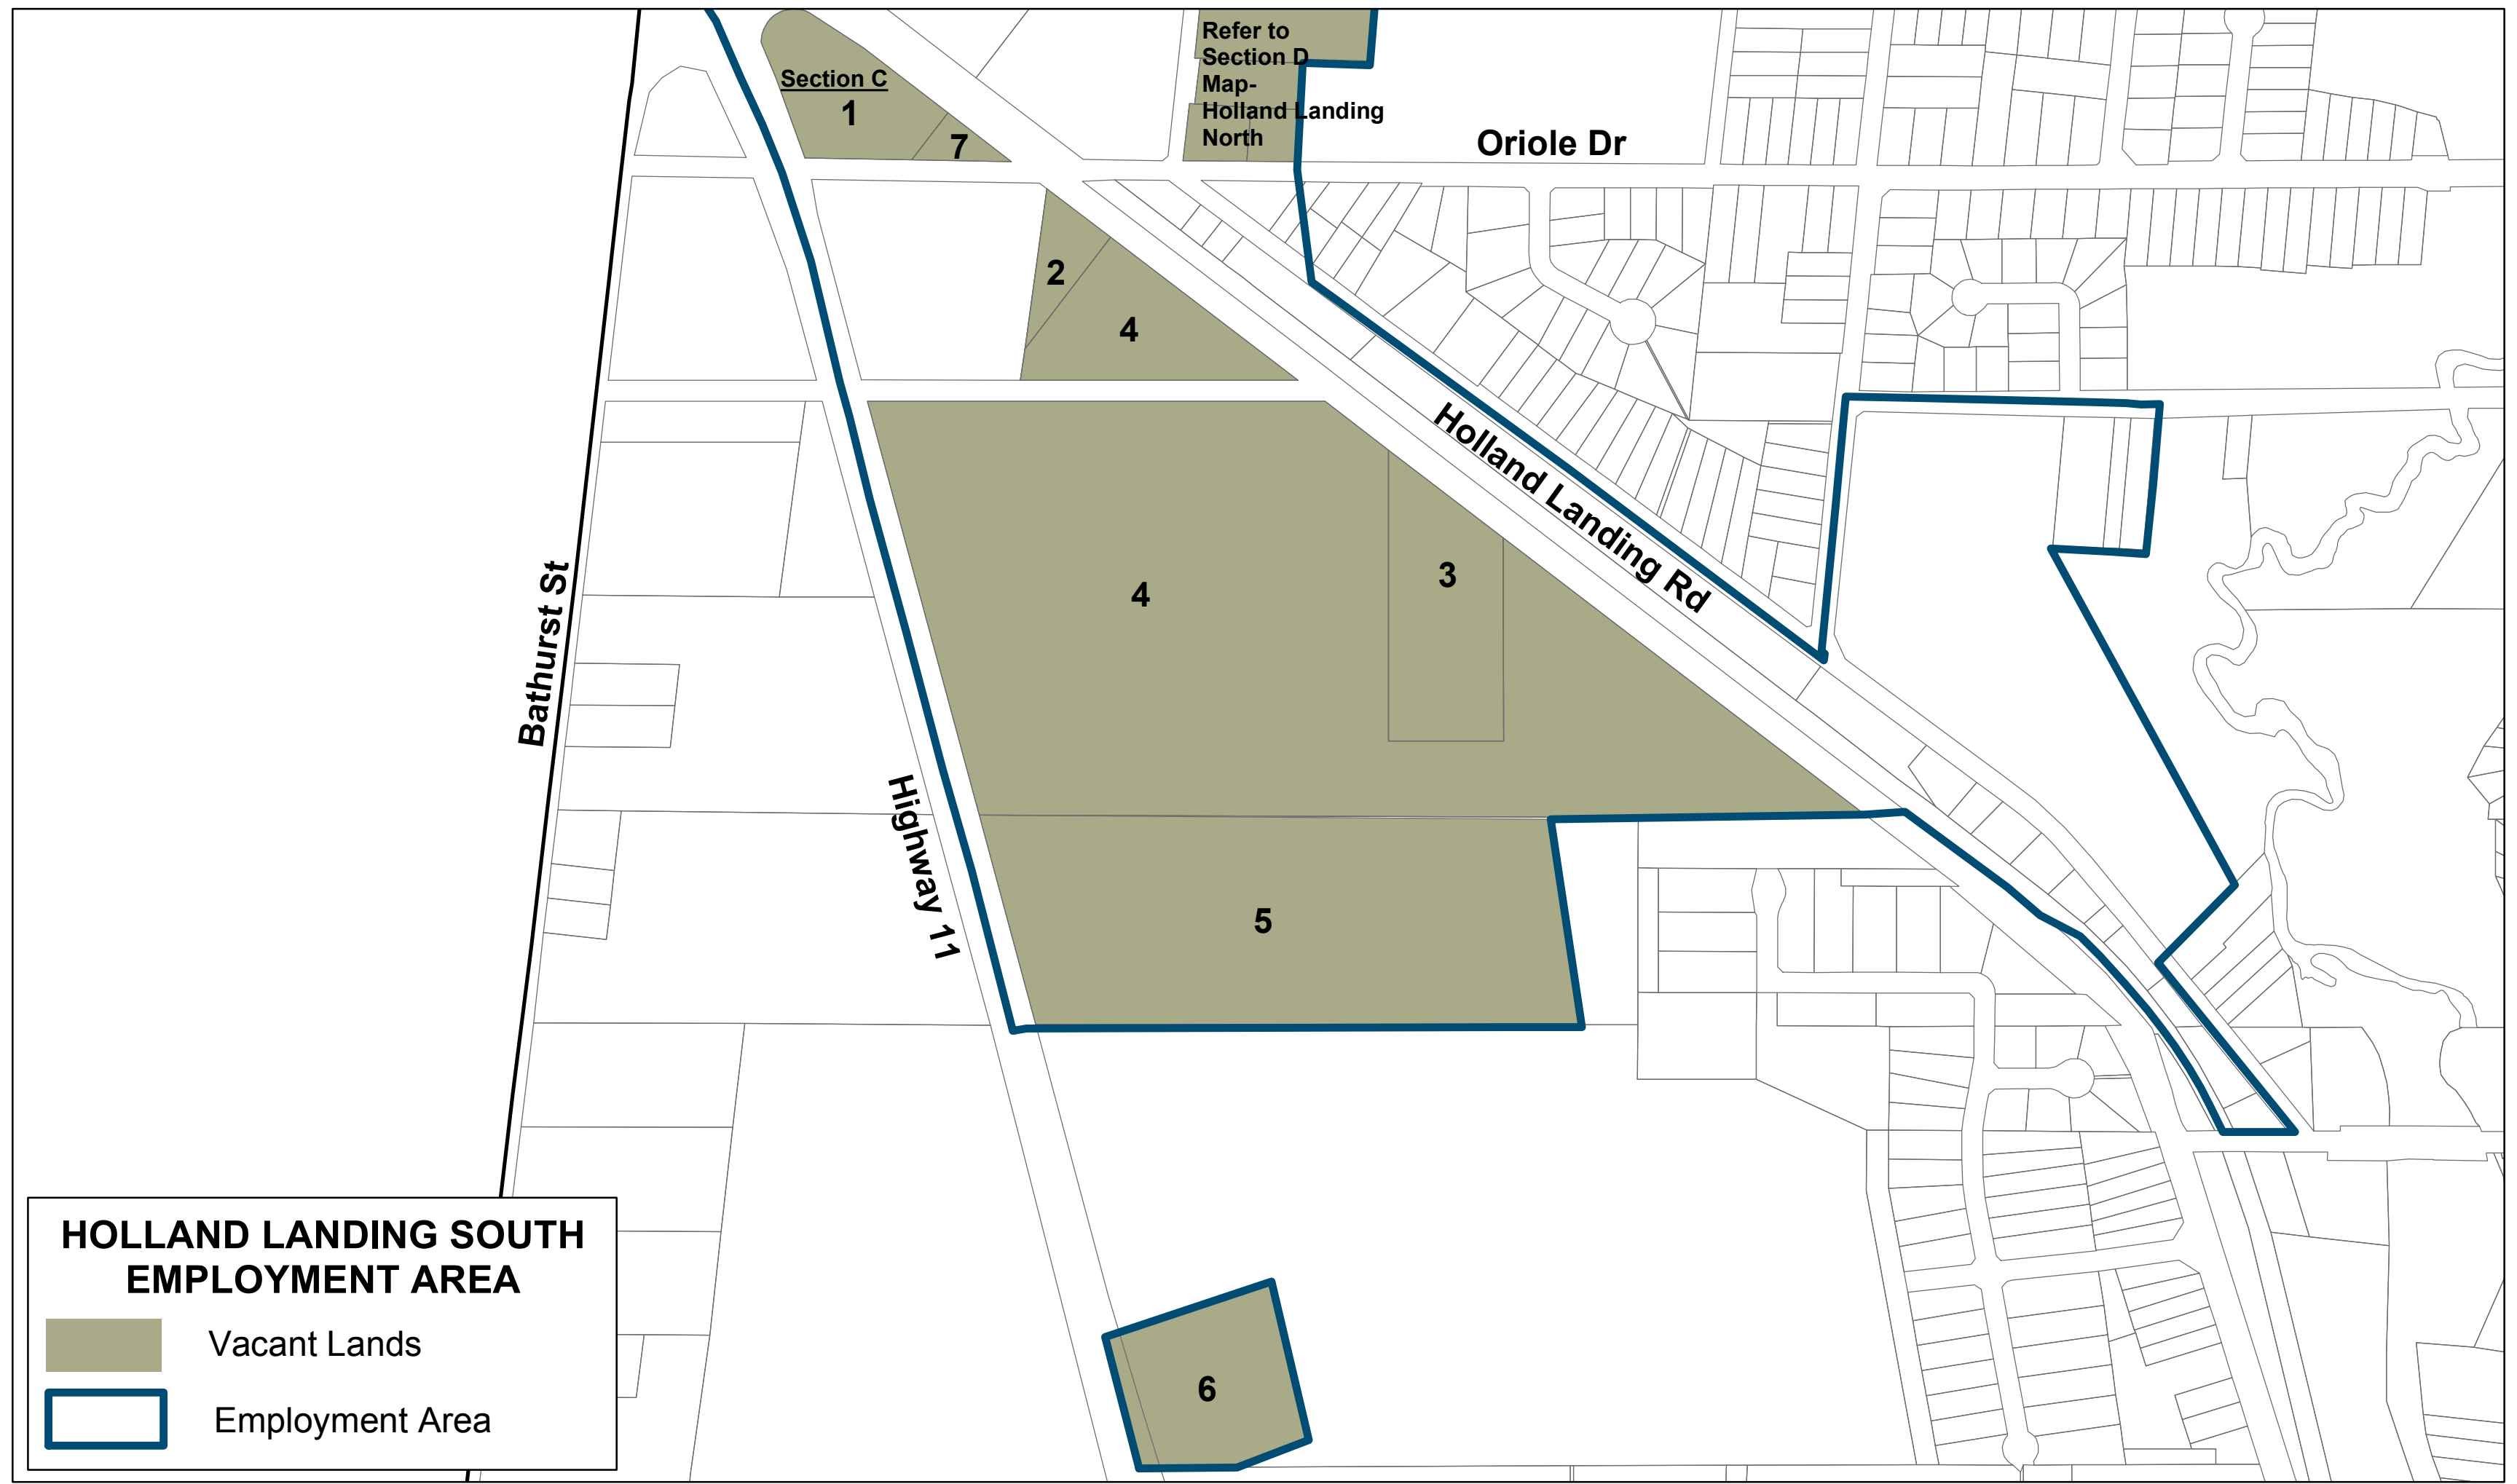 Refer to
Section D
Map-
Holland Landing
North
Section C
1
7
Oriole Dr
2
4
Holland Landing Rd
4
3
Bathurst St
Highway 11
5
6
HOLLAND LANDING SOUTH
EMPLOYMENT AREA
Vacant Lands
Employment Area